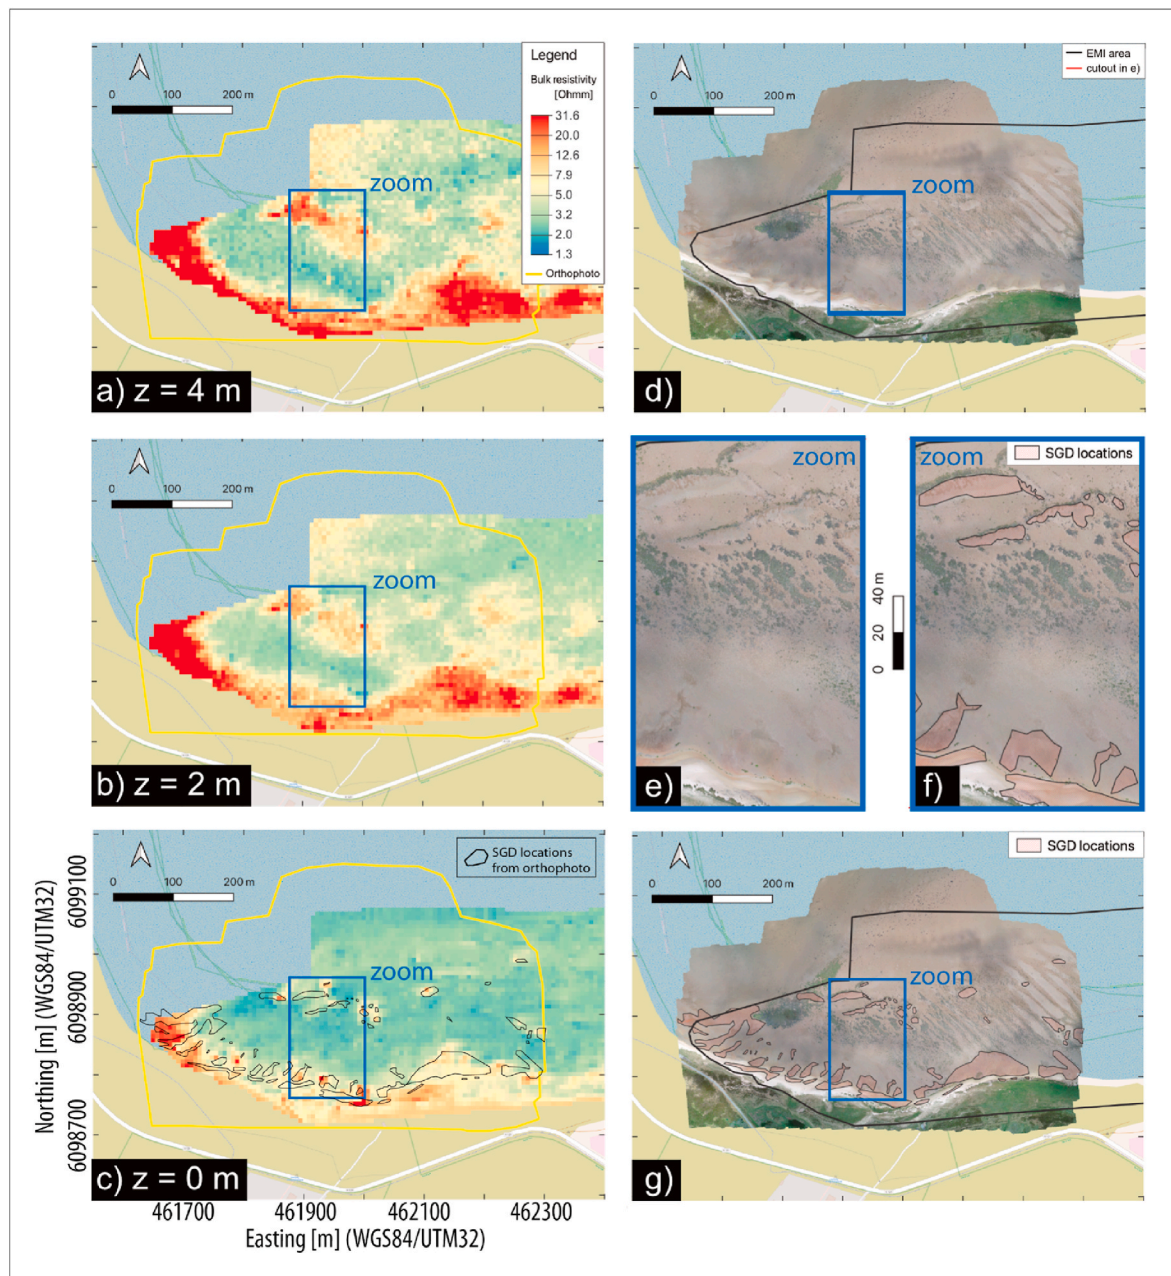 0 100 200 m
Legend
Bulk resistivity
[Ohmm]
31.6
20.0
12.6
7.9
5.0
3.2
2.0
1.3
Orthophoto
zoom
a) z = 4 m
EMI area
cutout in e)
0 100 200 m
zoom
d)
0 100 200 m
zoom
b) z = 2 m
zoom
e)
0 20 40 m
zoom
SGD locations
f)
SGD locations
from orthophoto
0 100 200 m
zoom
c) z = 0 m
Northing [m] (WGS84/UTM32)
6098700 6098900 6099100
461700 461900 462100 462300
Easting [m] (WGS84/UTM32)
SGD locations
0 100 200 m
zoom
g)